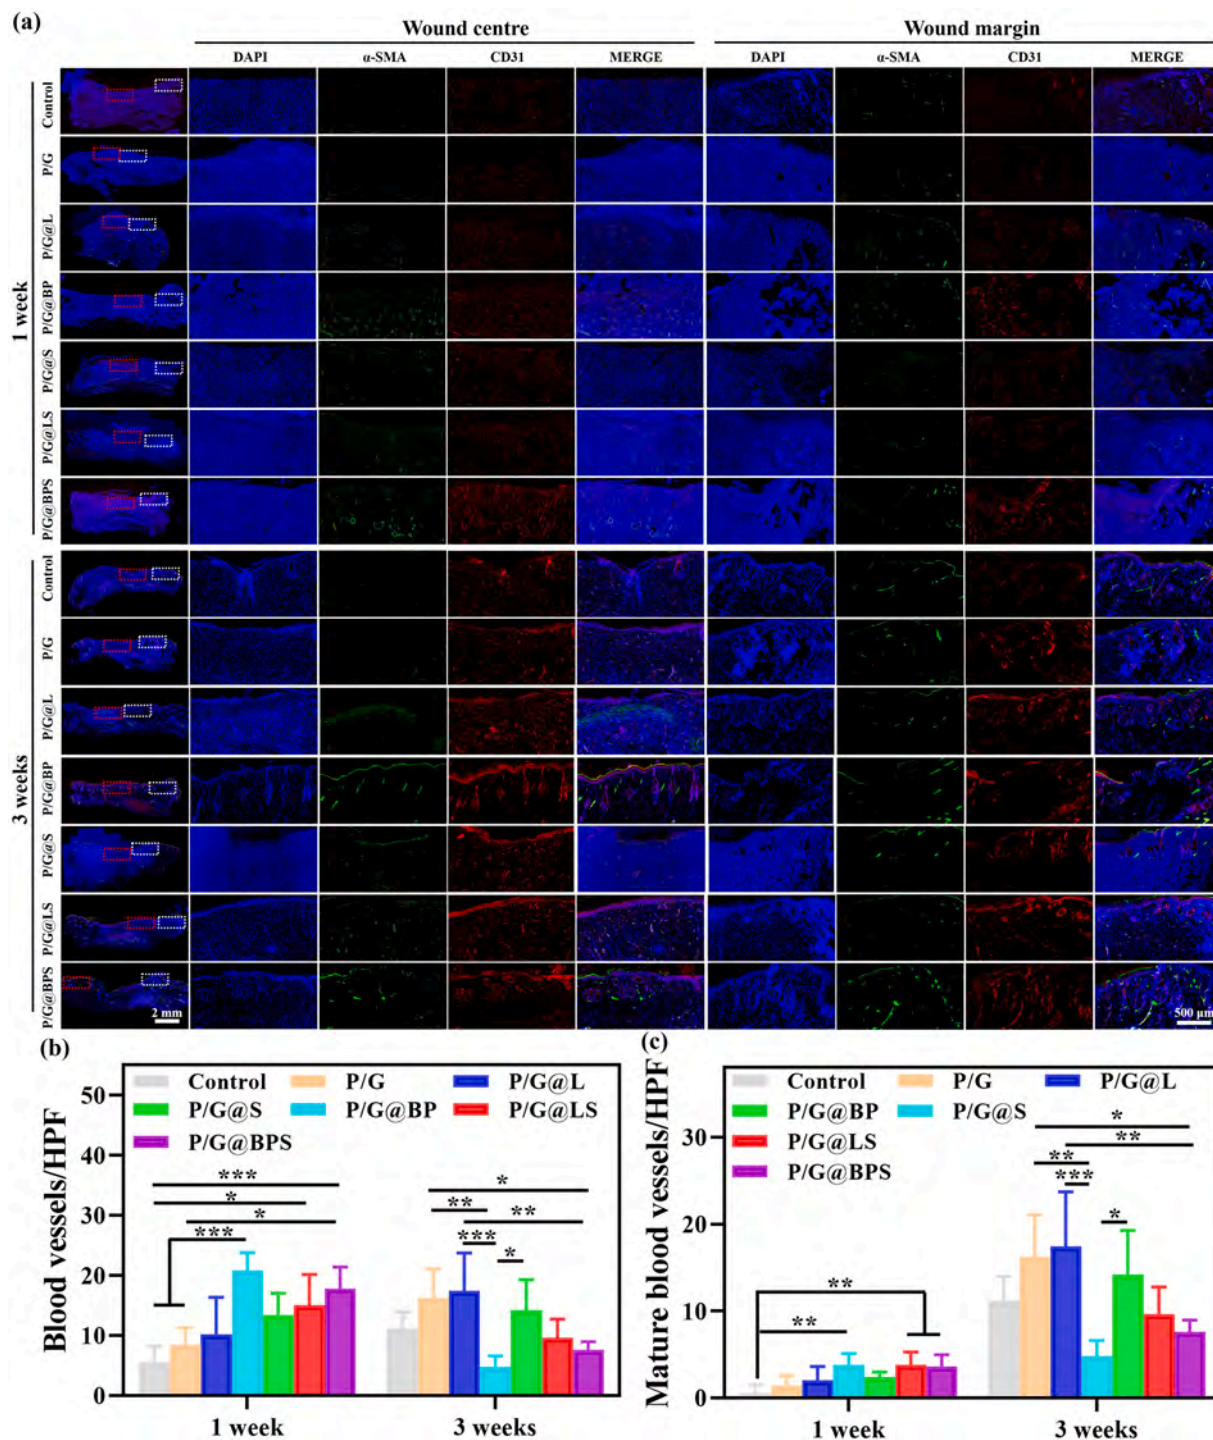 (a)
Wound centre
Wound margin
DAPI α-SMA CD31 MERGE DAPI α-SMA CD31 MERGE
1 week
Control
P/G
P/G@L
P/G@BP
P/G@S
P/G@LS
P/G@BPS
3 weeks
Control
P/G
P/G@L
P/G@BP
P/G@S
P/G@LS
P/G@BPS
2 mm
500 μm
(b)
Blood vessels/HPF
Control P/G P/G@L
P/G@S P/G@BP P/G@LS
P/G@BPS
50
40
30
20
10
0
***
*
*
***
*
**
**
***
*
1 week 3 weeks
(c)
Mature blood vessels/HPF
Control P/G P/G@L
P/G@BP P/G@S
P/G@LS
P/G@BPS
30
20
10
0
**
**
*
**
**
***
*
1 week 3 weeks